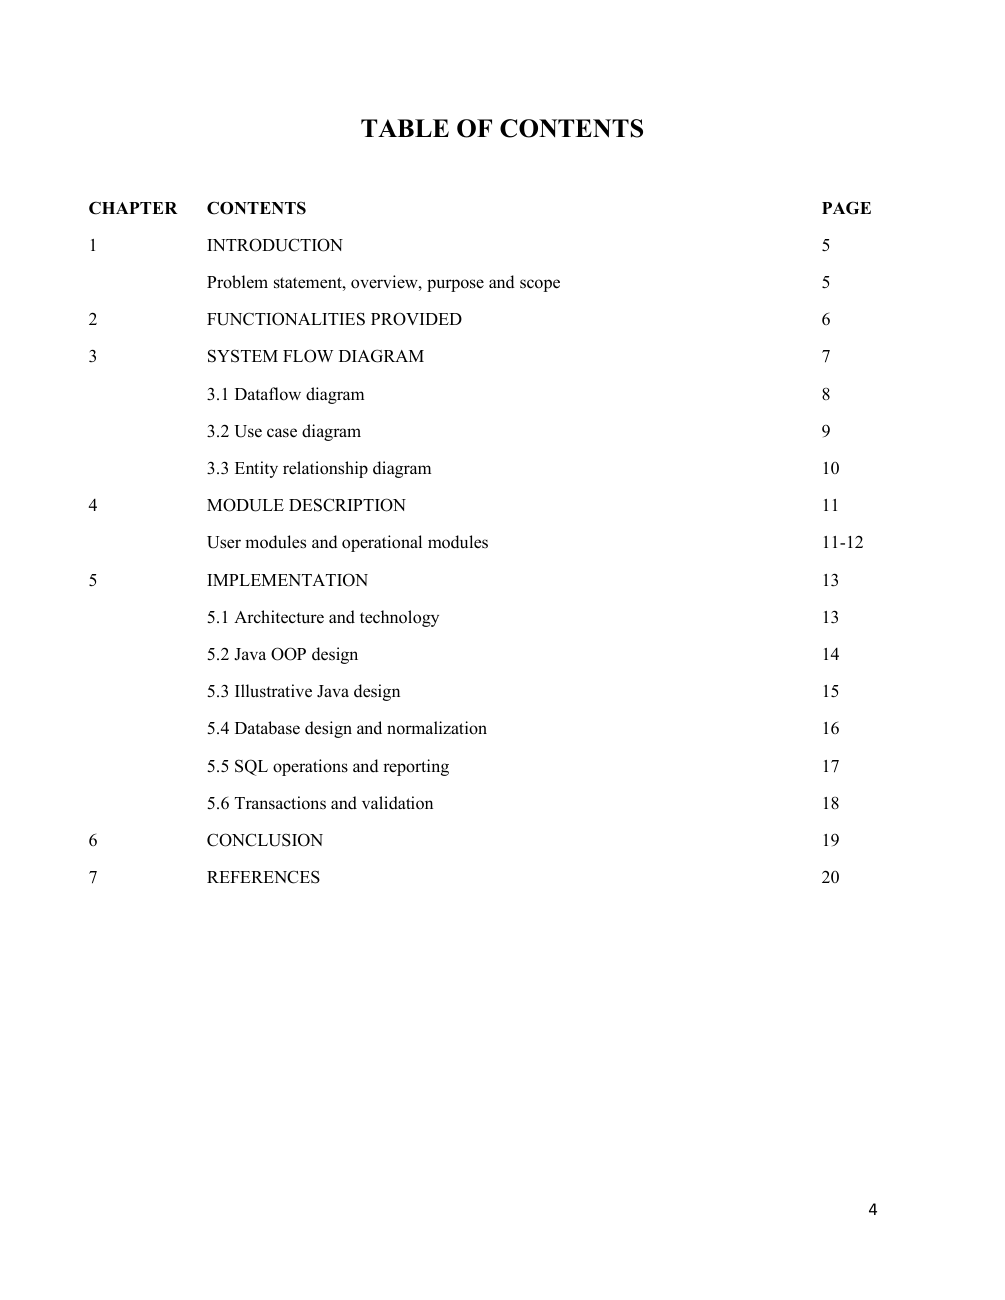 TABLE OF CONTENTS
CHAPTER CONTENTS PAGE
1 INTRODUCTION 5
Problem statement, overview, purpose and scope 5
2 FUNCTIONALITIES PROVIDED 6
3 SYSTEM FLOW DIAGRAM 7
3.1 Dataflow diagram 8
3.2 Use case diagram 9
3.3 Entity relationship diagram 10
4 MODULE DESCRIPTION 11
User modules and operational modules 11-12
5 IMPLEMENTATION 13
5.1 Architecture and technology 13
5.2 Java OOP design 14
5.3 Illustrative Java design 15
5.4 Database design and normalization 16
5.5 SQL operations and reporting 17
5.6 Transactions and validation 18
6 CONCLUSION 19
7 REFERENCES 20
4